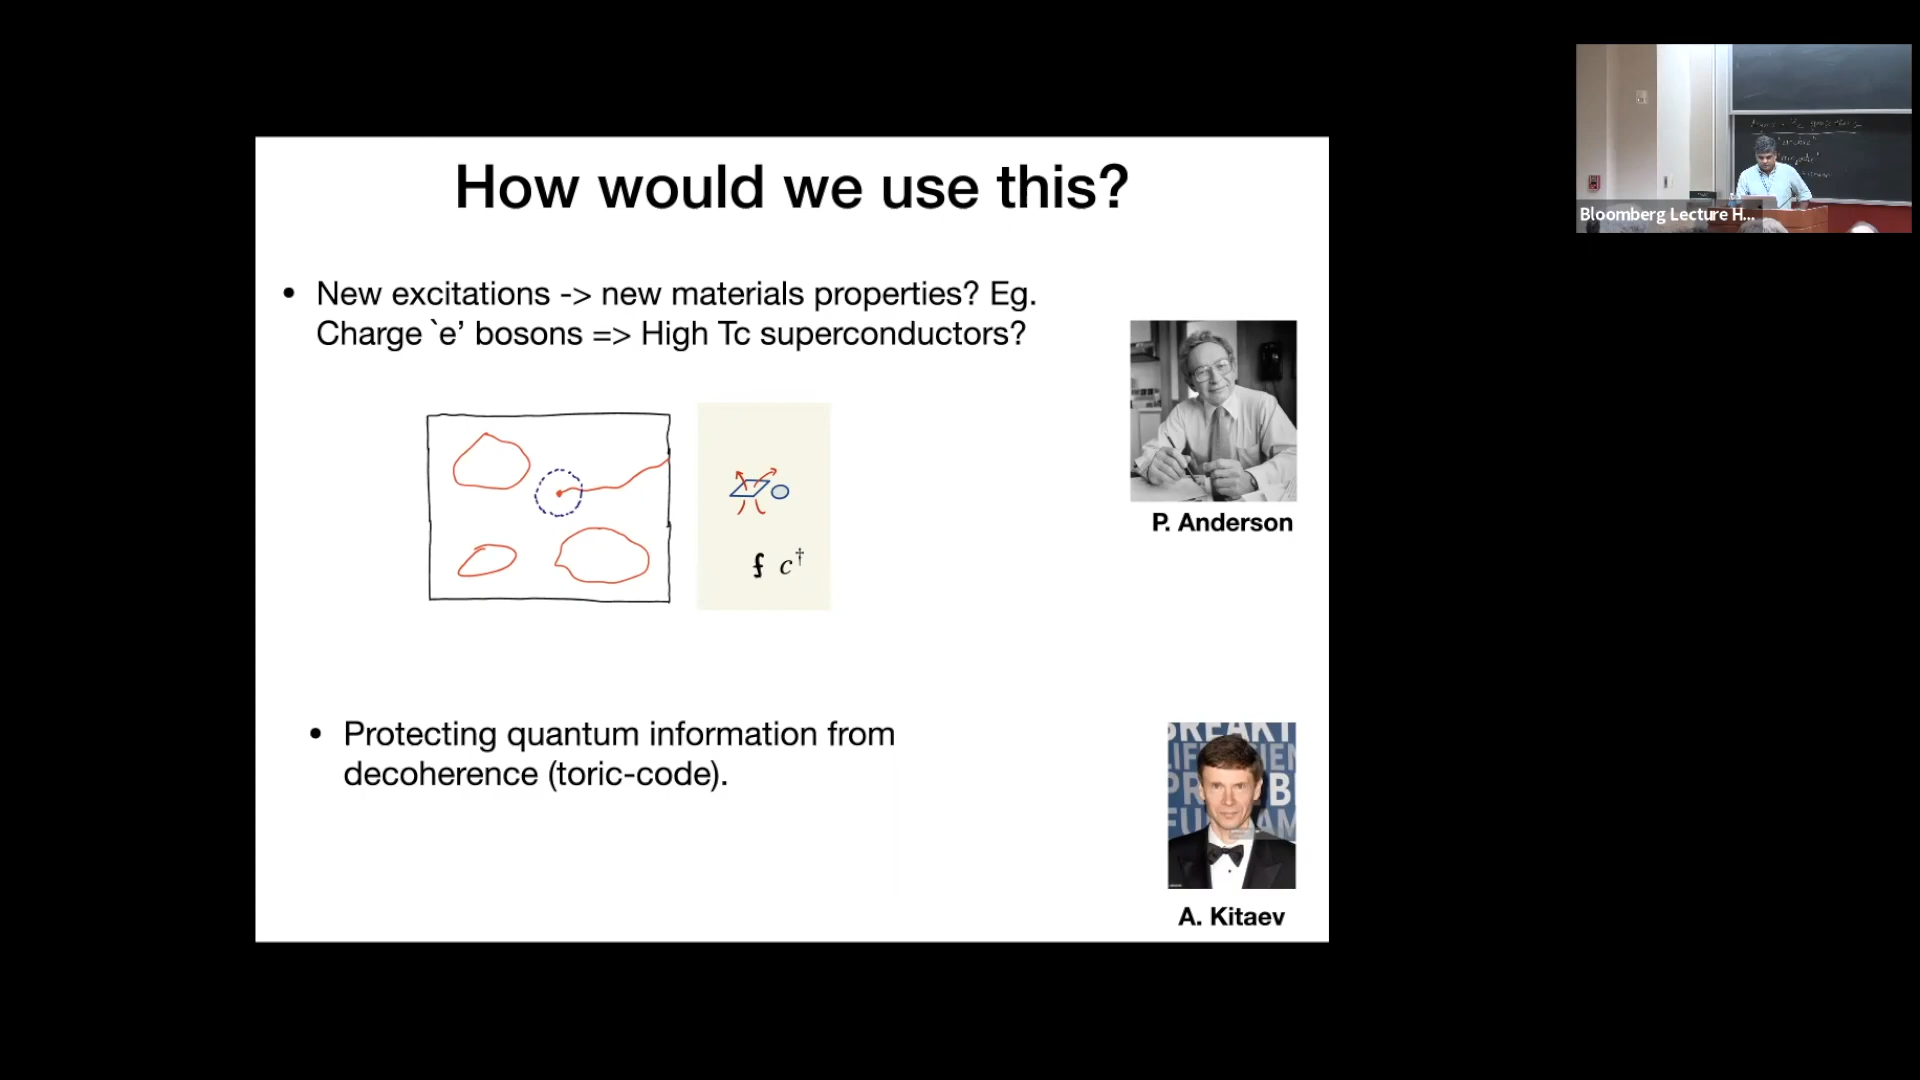 How would we use this?
• New excitations -> new materials properties? Eg.
Charge `e’ bosons => High Tc superconductors?
P. Anderson
c†
• Protecting quantum information from
decoherence (toric-code).
A. Kitaev
Bloomberg Lecture H...